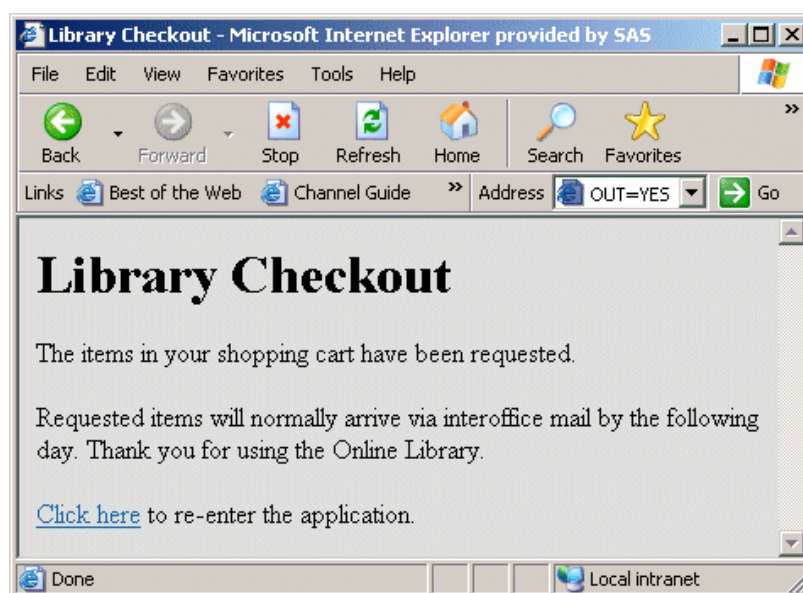 Library Checkout - Microsoft Internet Explorer provided by SAS
File Edit View Favorites Tools Help
Back Forward Stop Refresh Home Search Favorites »
Links Best of the Web Channel Guide » Address OUT=YES Go
Library Checkout
The items in your shopping cart have been requested.
Requested items will normally arrive via interoffice mail by the following
day. Thank you for using the Online Library.
Click here to re-enter the application.
Done Local intranet